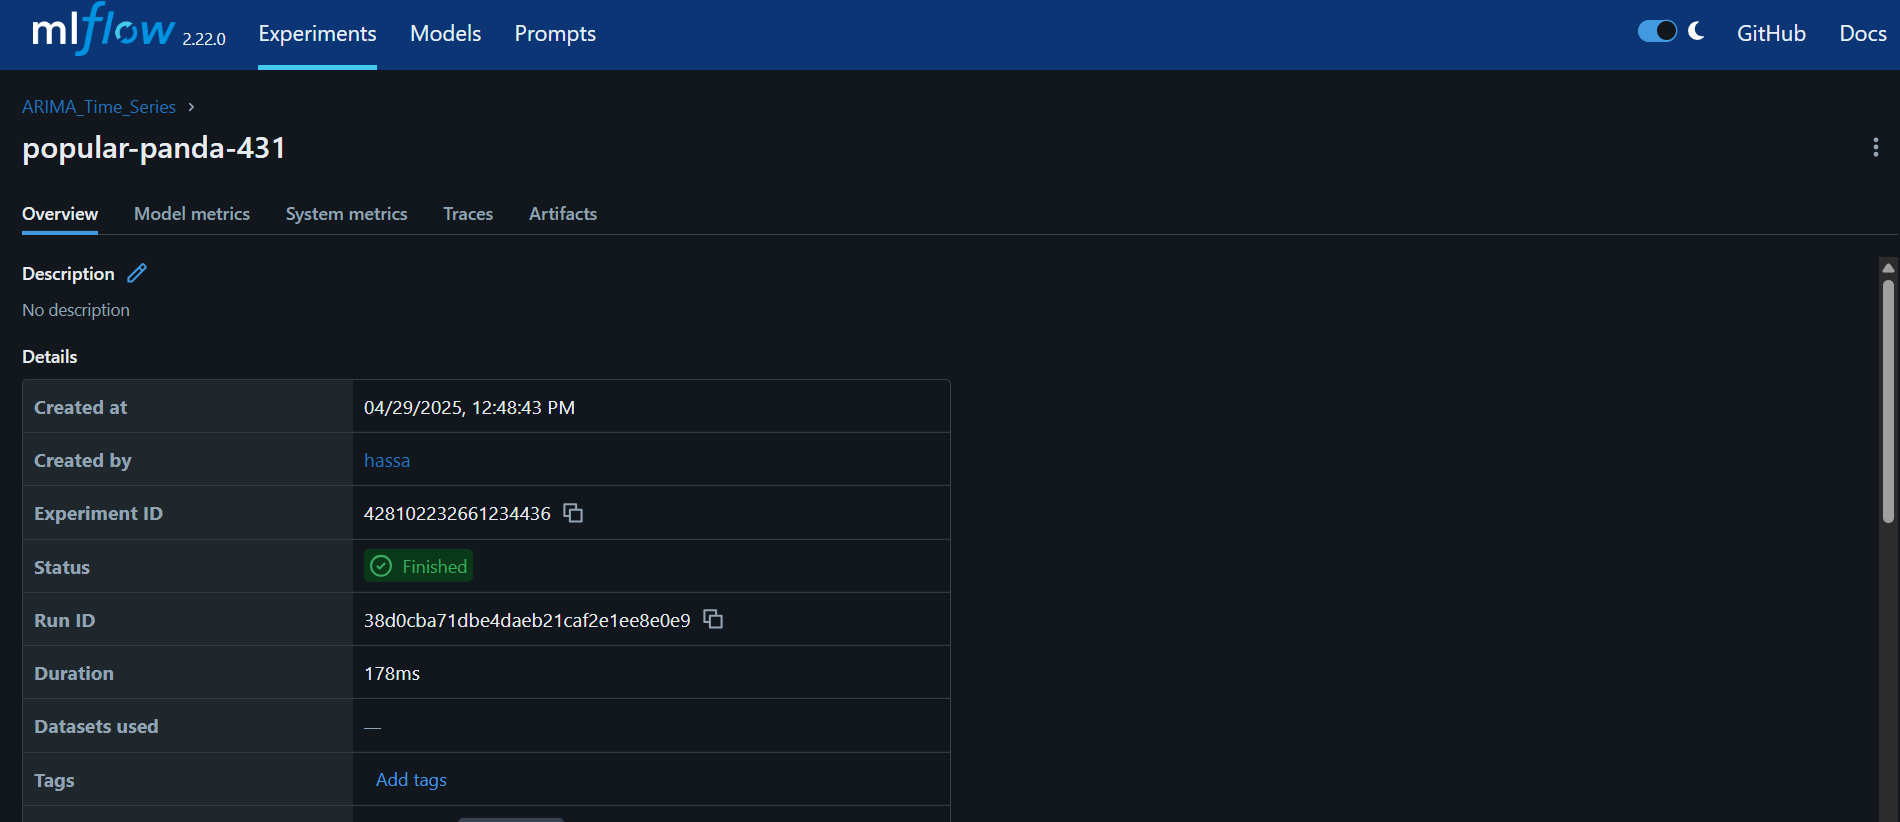 mlflow 2.22.0 Experiments Models Prompts GitHub Docs
ARIMA_Time_Series
popular-panda-431
Overview Model metrics System metrics Traces Artifacts
Description
No description
Details
Created at 04/29/2025, 12:48:43 PM
Created by hassa
Experiment ID 428102232661234436
Status Finished
Run ID 38d0cba71dbe4daeb21caf2e1ee8e0e9
Duration 178ms
Datasets used —
Tags Add tags